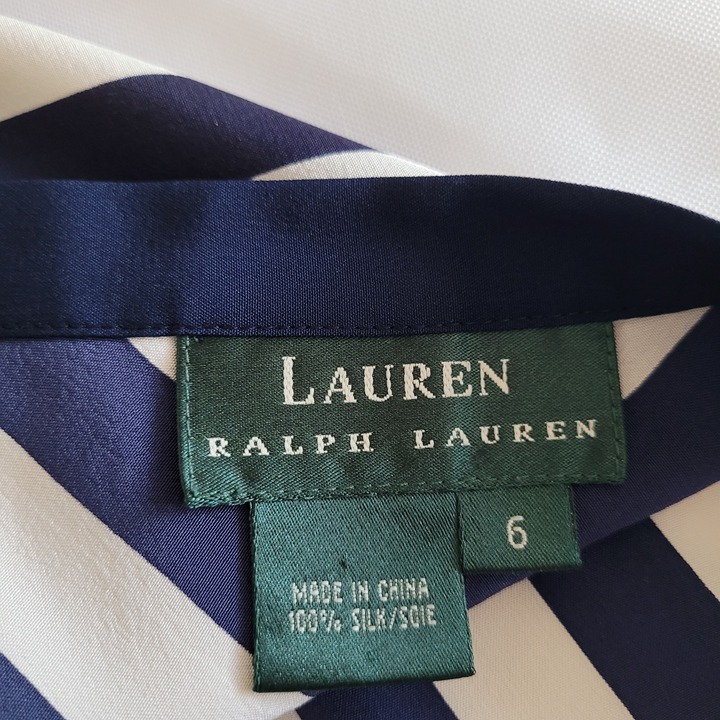 LAUREN
RALPH LAUREN
6
MADE IN CHINA
100% SILK/SOIE